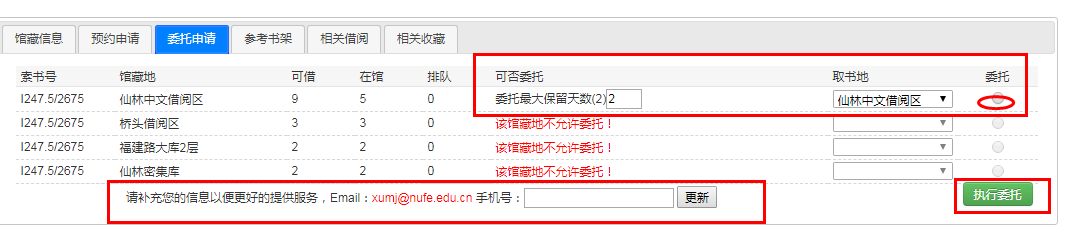 馆藏信息 预约申请 委托申请 参考书架 相关借阅 相关收藏
索书号 馆藏地 可借 在馆 排队 可否委托 取书地 委托
I247.5/2675 仙林中文借阅区 9 5 0 委托最大保留天数(2) 2 仙林中文借阅区
I247.5/2675 桥头借阅区 3 3 0 该馆藏地不允许委托！
I247.5/2675 福建路大库2层 2 2 0 该馆藏地不允许委托！
I247.5/2675 仙林密集库 2 2 0 该馆藏地不允许委托！
请补充您的信息以便更好的提供服务，Email：xumj@nufe.edu.cn 手机号： 更新 执行委托